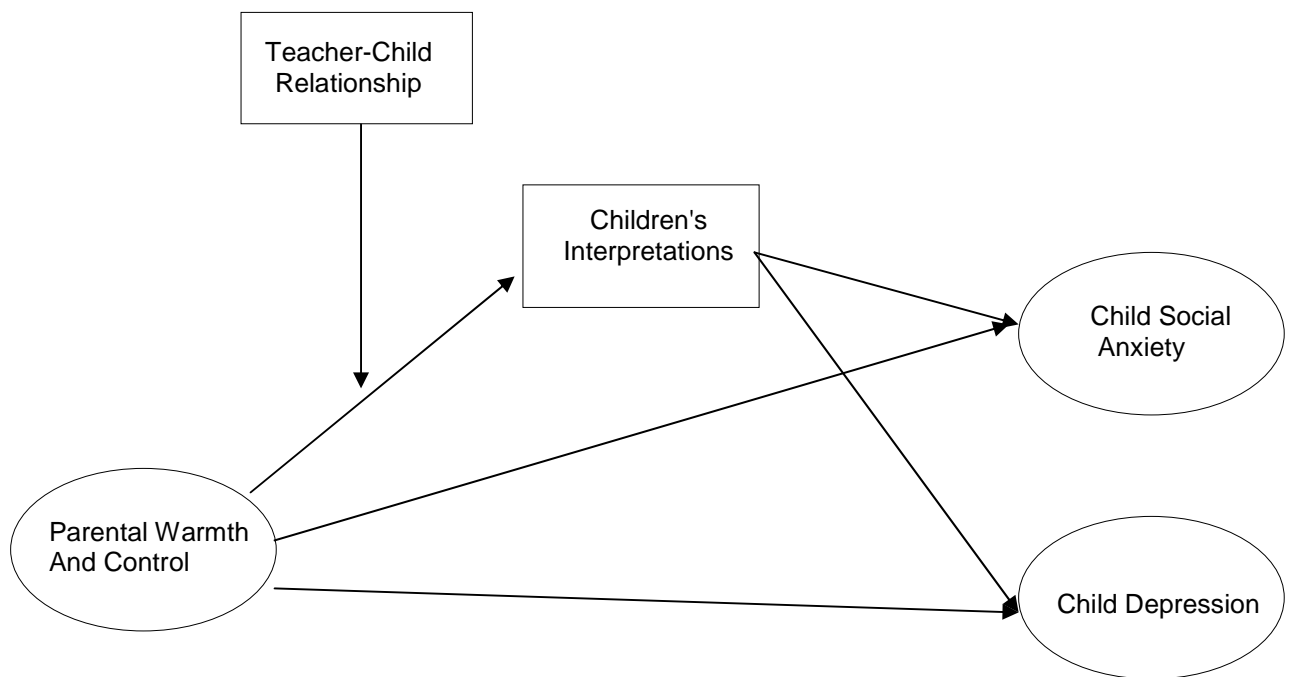 Teacher-Child
Relationship
Children's
Interpretations
Child Social
Anxiety
Parental Warmth
And Control
Child Depression